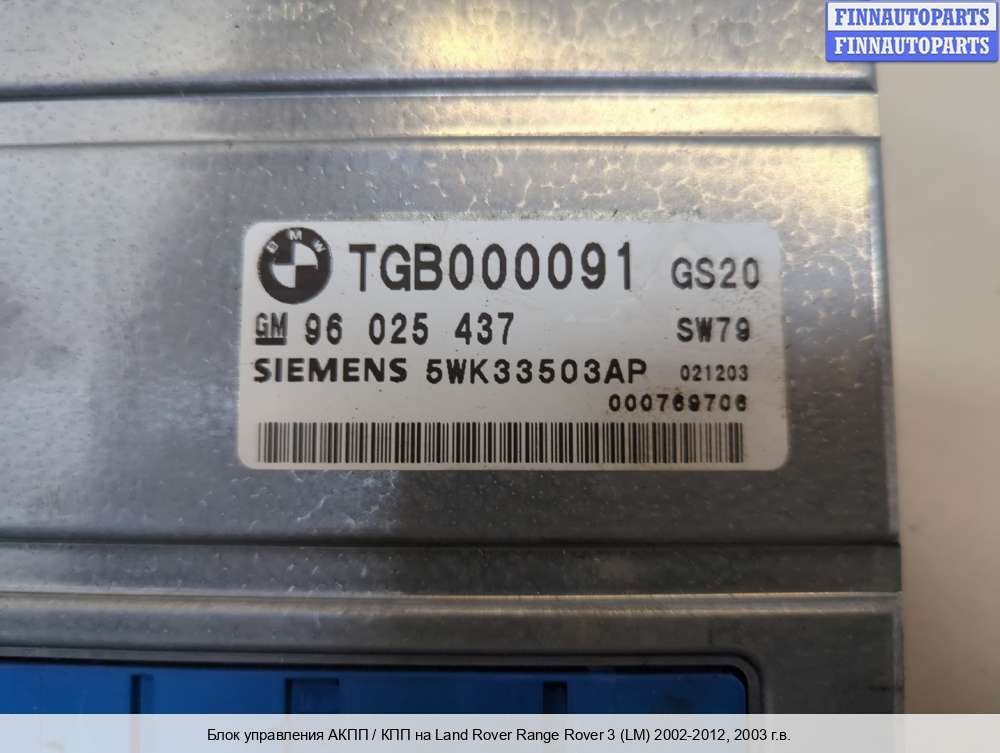 FINNAUTOPARTS
FINNAUTOPARTS
BMW TGB000091 GS20
GM 96 025 437 SW79
SIEMENS 5WK33503AP 021203
000769706
Блок управления АКПП / КПП на Land Rover Range Rover 3 (LM) 2002-2012, 2003 г.в.